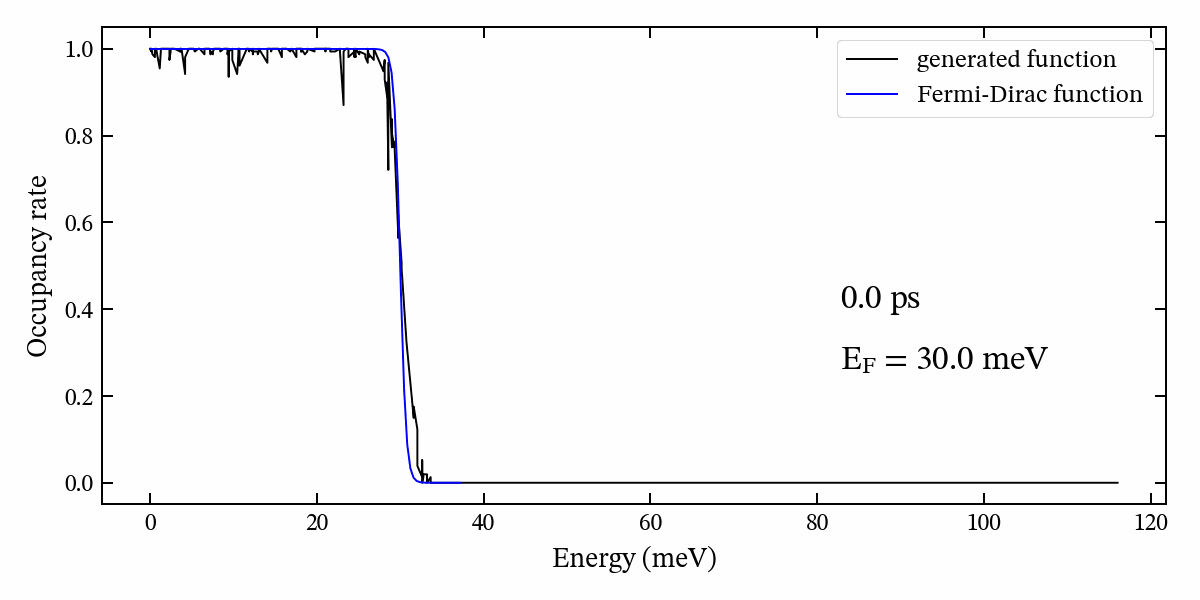 generated function
Fermi-Dirac function
1.0
0.8
0.6
0.4
0.2
0.0
Occupancy rate
0.0 ps
E_F = 30.0 meV
0 20 40 60 80 100 120
Energy (meV)